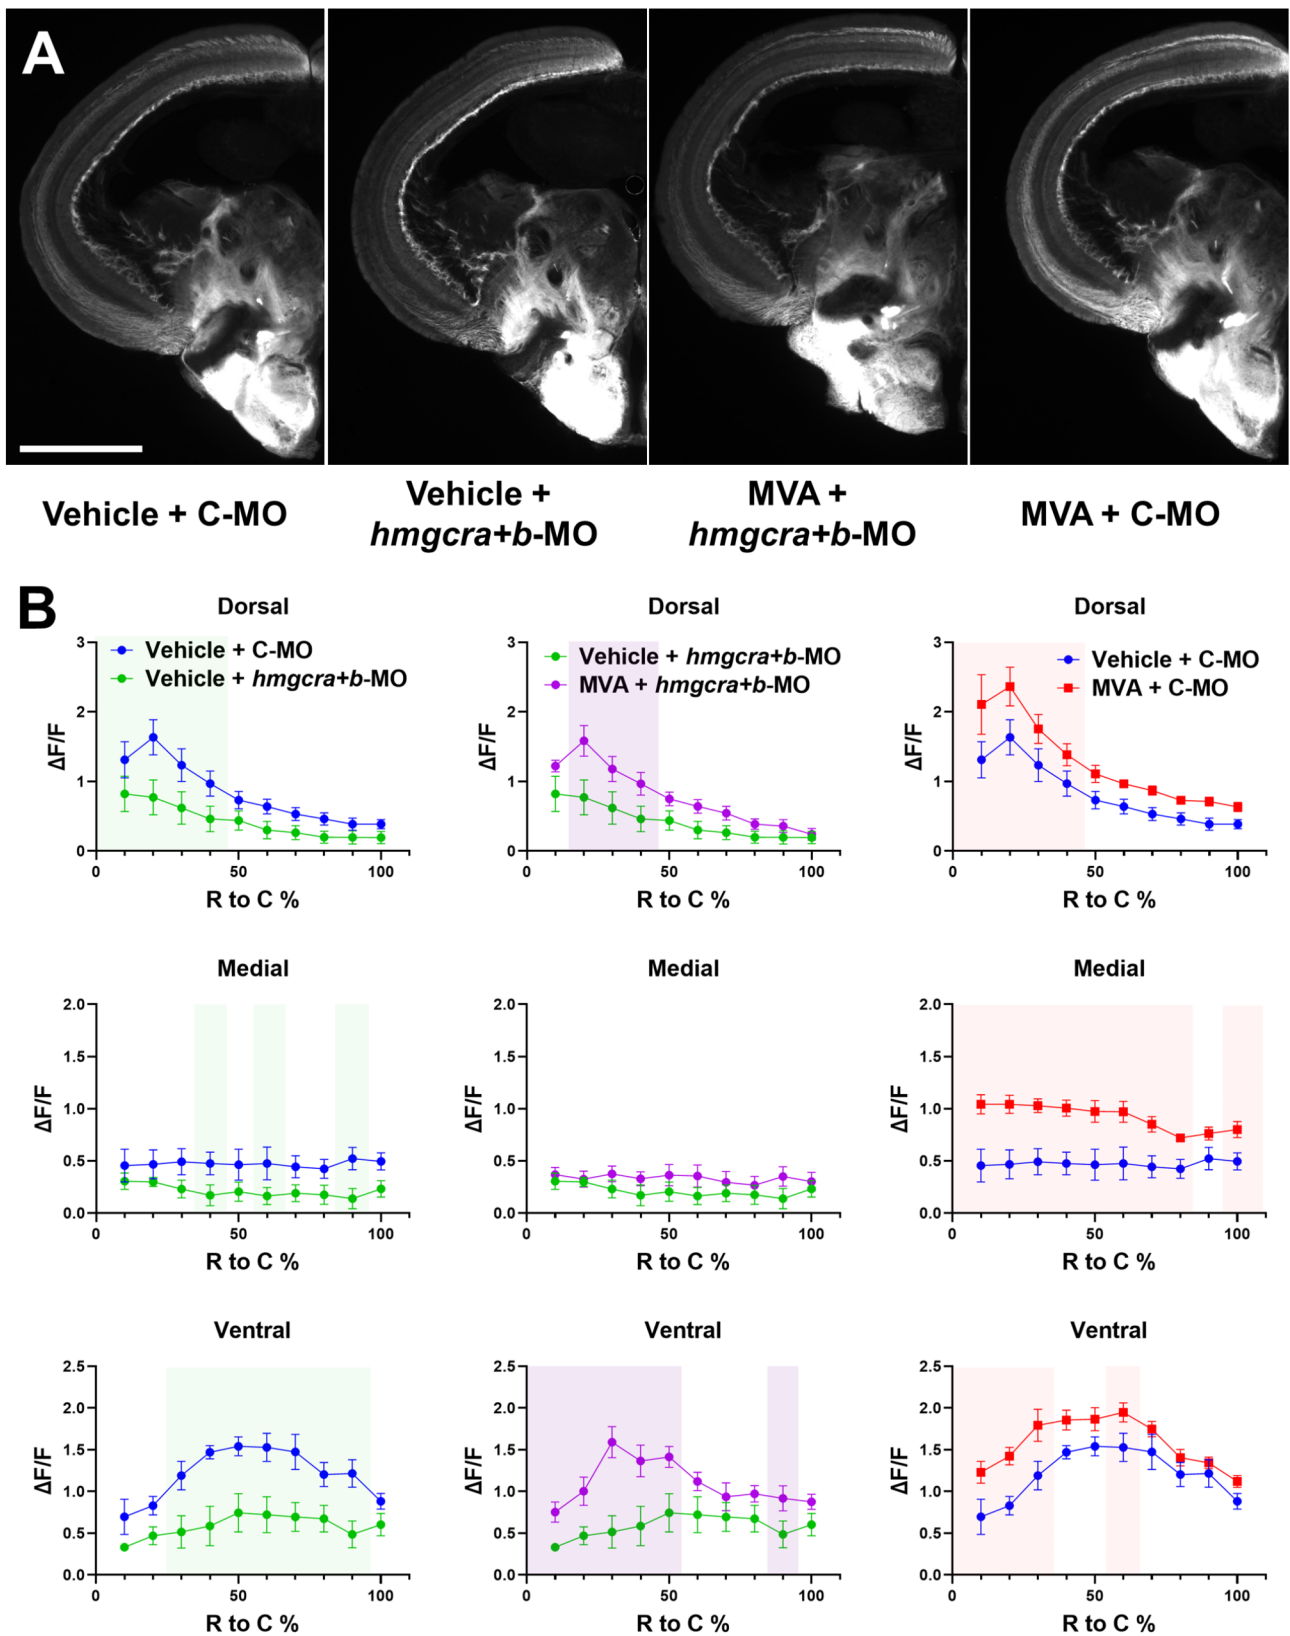 A
Vehicle + C-MO
Vehicle +
hmgcra+b-MO
MVA +
hmgcra+b-MO
MVA + C-MO
B
Dorsal
3
2
1
0
ΔF/F
Vehicle + C-MO
Vehicle + hmgcra+b-MO
0 50 100
R to C %
Dorsal
3
2
1
0
ΔF/F
Vehicle + hmgcra+b-MO
MVA + hmgcra+b-MO
0 50 100
R to C %
Dorsal
3
2
1
0
ΔF/F
Vehicle + C-MO
MVA + C-MO
0 50 100
R to C %
Medial
2.0
1.5
1.0
0.5
0.0
ΔF/F
0 50 100
R to C %
Medial
2.0
1.5
1.0
0.5
0.0
ΔF/F
0 50 100
R to C %
Medial
2.0
1.5
1.0
0.5
0.0
ΔF/F
0 50 100
R to C %
Ventral
2.5
2.0
1.5
1.0
0.5
0.0
ΔF/F
0 50 100
R to C %
Ventral
2.5
2.0
1.5
1.0
0.5
0.0
ΔF/F
0 50 100
R to C %
Ventral
2.5
2.0
1.5
1.0
0.5
0.0
ΔF/F
0 50 100
R to C %